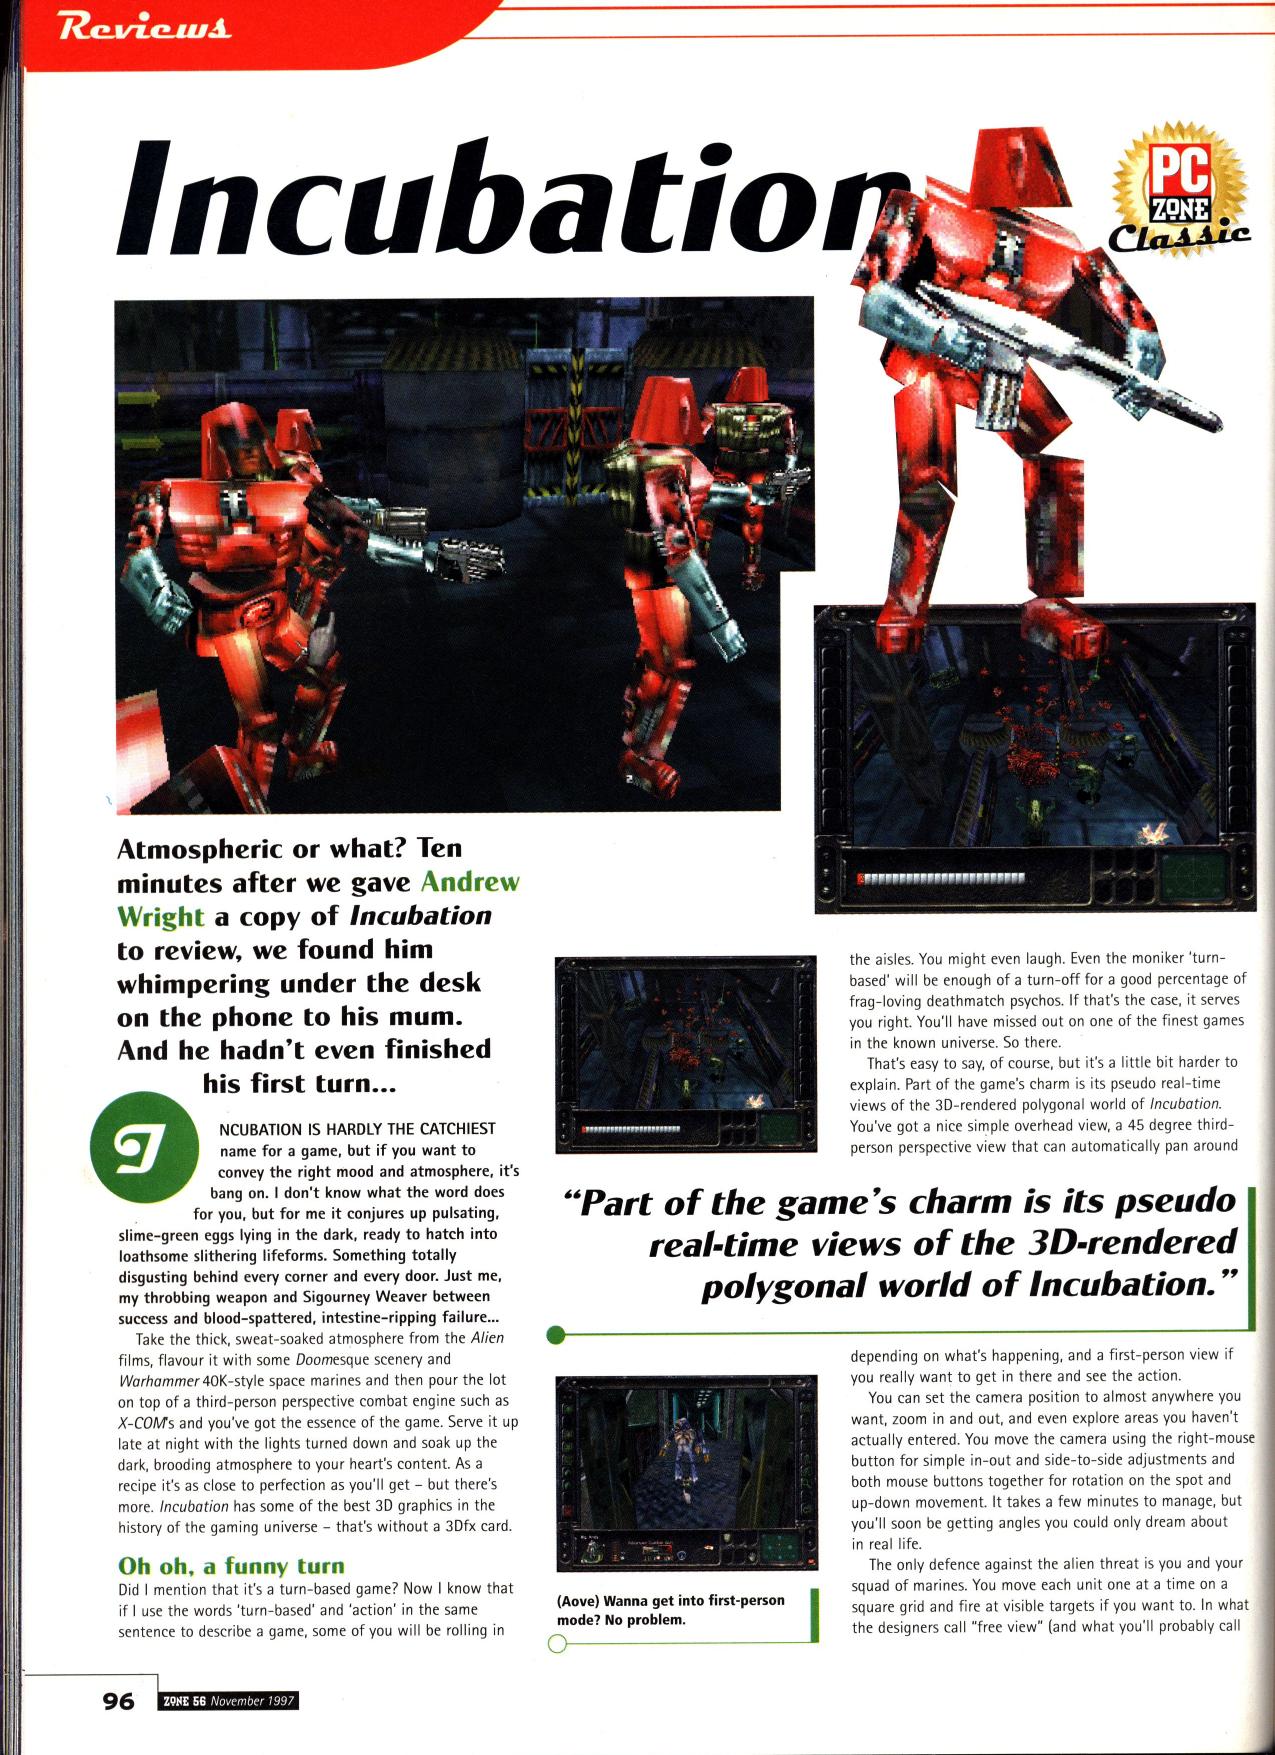 Reviews
Incubation
PC
ZONE
Classic
Atmospheric or what? Ten
minutes after we gave Andrew
Wright a copy of Incubation
to review, we found him
whimpering under the desk
on the phone to his mum.
And he hadn't even finished
his first turn...
I
NCUBATION IS HARDLY THE CATCHIEST
name for a game, but if you want to
convey the right mood and atmosphere, it's
bang on. I don't know what the word does
for you, but for me it conjures up pulsating,
slime-green eggs lying in the dark, ready to hatch into
loathsome slithering lifeforms. Something totally
disgusting behind every corner and every door. Just me,
my throbbing weapon and Sigourney Weaver between
success and blood-spattered, intestine-ripping failure...
Take the thick, sweat-soaked atmosphere from the Alien
films, flavour it with some Doomesque scenery and
Warhammer 40K-style space marines and then pour the lot
on top of a third-person perspective combat engine such as
X-COM's and you've got the essence of the game. Serve it up
late at night with the lights turned down and soak up the
dark, brooding atmosphere to your heart's content. As a
recipe it's as close to perfection as you'll get – but there's
more. Incubation has some of the best 3D graphics in the
history of the gaming universe – that's without a 3Dfx card.
Oh oh, a funny turn
Did I mention that it's a turn-based game? Now I know that
if I use the words 'turn-based' and 'action' in the same
sentence to describe a game, some of you will be rolling in
the aisles. You might even laugh. Even the moniker 'turn-
based' will be enough of a turn-off for a good percentage of
frag-loving deathmatch psychos. If that's the case, it serves
you right. You'll have missed out on one of the finest games
in the known universe. So there.
That's easy to say, of course, but it's a little bit harder to
explain. Part of the game's charm is its pseudo real-time
views of the 3D-rendered polygonal world of Incubation.
You've got a nice simple overhead view, a 45 degree third-
person perspective view that can automatically pan around
"Part of the game's charm is its pseudo
real-time views of the 3D-rendered
polygonal world of Incubation."
depending on what's happening, and a first-person view if
you really want to get in there and see the action.
You can set the camera position to almost anywhere you
want, zoom in and out, and even explore areas you haven't
actually entered. You move the camera using the right-mouse
button for simple in-out and side-to-side adjustments and
both mouse buttons together for rotation on the spot and
up-down movement. It takes a few minutes to manage, but
you'll soon be getting angles you could only dream about
in real life.
The only defence against the alien threat is you and your
squad of marines. You move each unit one at a time on a
square grid and fire at visible targets if you want to. In what
the designers call "free view" (and what you'll probably call
(Aove) Wanna get into first-person
mode? No problem.
96
ZONE 56 November 1997